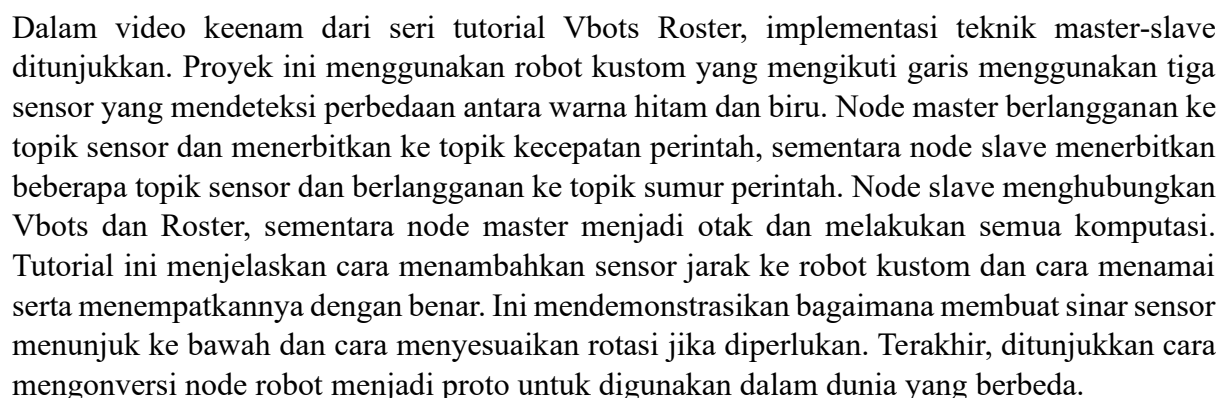 Dalam video keenam dari seri tutorial Vbots Roster, implementasi teknik master-slave
ditunjukkan. Proyek ini menggunakan robot kustom yang mengikuti garis menggunakan tiga
sensor yang mendeteksi perbedaan antara warna hitam dan biru. Node master berlangganan ke
topik sensor dan menerbitkan ke topik kecepatan perintah, sementara node slave menerbitkan
beberapa topik sensor dan berlangganan ke topik sumur perintah. Node slave menghubungkan
Vbots dan Roster, sementara node master menjadi otak dan melakukan semua komputasi.
Tutorial ini menjelaskan cara menambahkan sensor jarak ke robot kustom dan cara menamai
serta menempatkannya dengan benar. Ini mendemonstrasikan bagaimana membuat sinar sensor
menunjuk ke bawah dan cara menyesuaikan rotasi jika diperlukan. Terakhir, ditunjukkan cara
mengonversi node robot menjadi proto untuk digunakan dalam dunia yang berbeda.